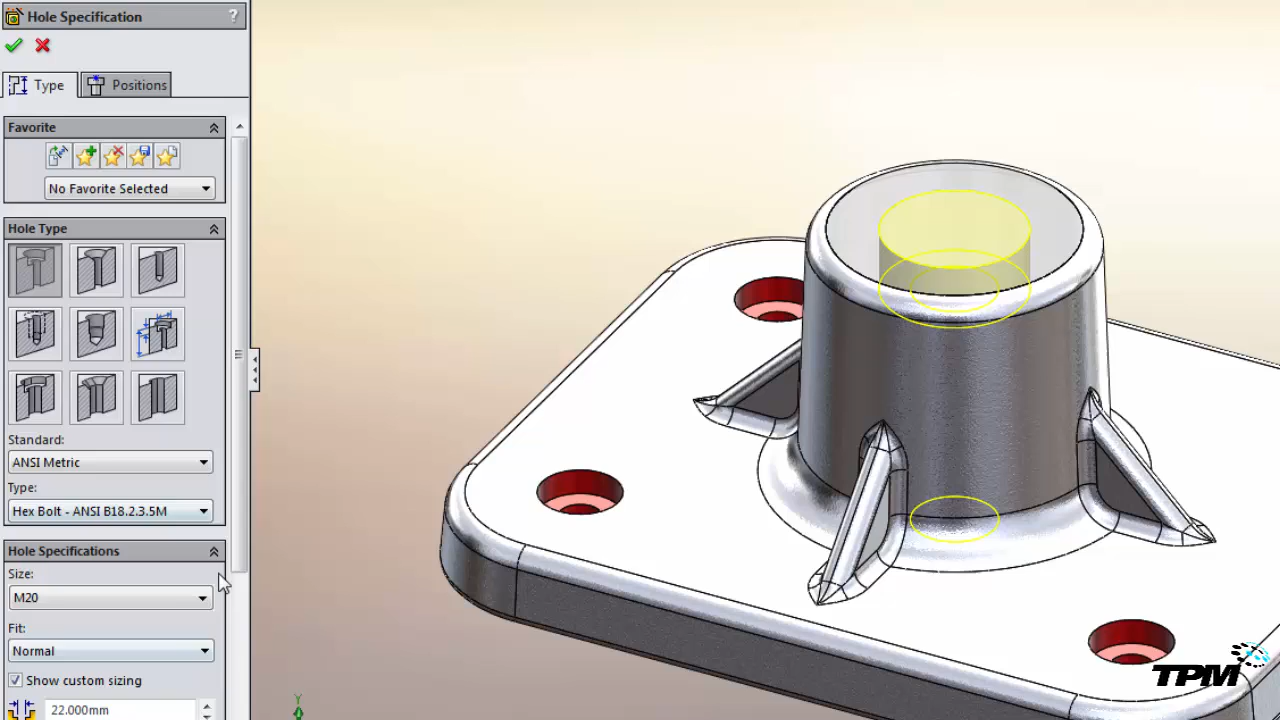 Hole Specification ?
Type Positions
Favorite
No Favorite Selected
Hole Type
Standard:
ANSI Metric
Type:
Hex Bolt - ANSI B18.2.3.5M
Hole Specifications
Size:
M20
Fit:
Normal
Show custom sizing
22.000mm
Y
TPM